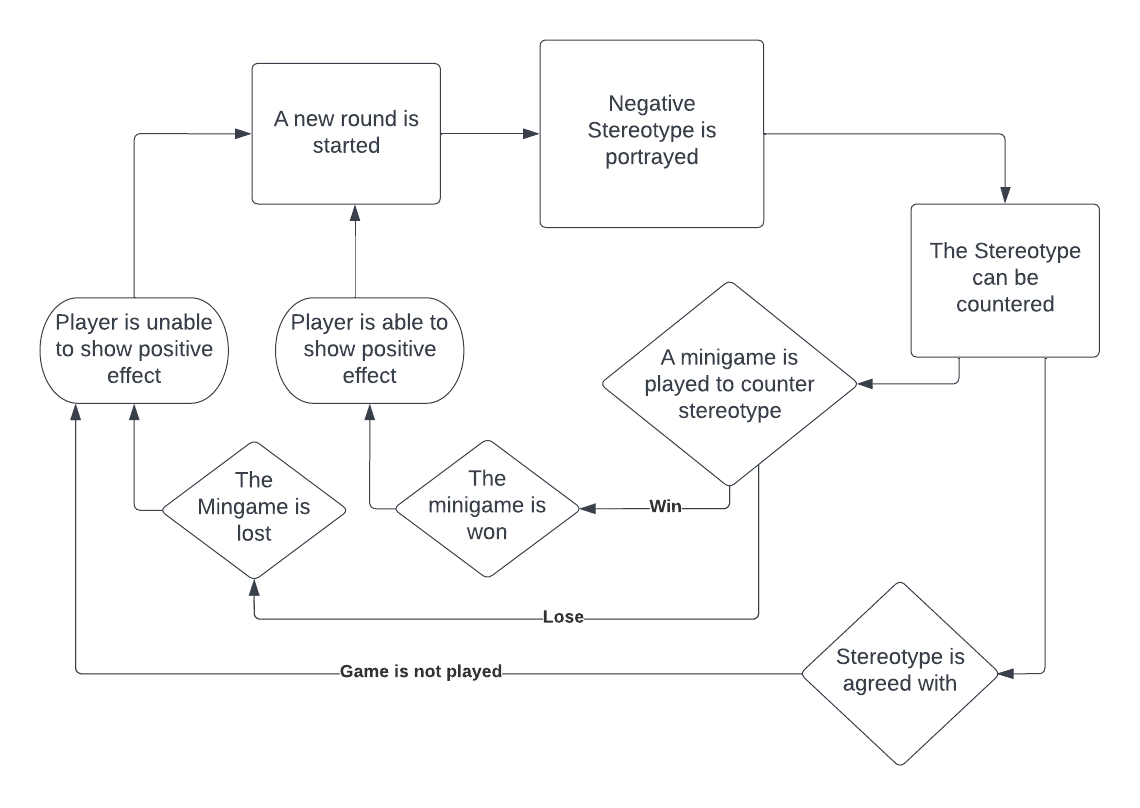 A new round is
started
Negative
Stereotype is
portrayed
The Stereotype
can be
countered
Player is unable
to show positive
effect
Player is able to
show positive
effect
A minigame is
played to counter
stereotype
The
Mingame is
lost
The
minigame is
won
Win
Lose
Stereotype is
agreed with
Game is not played